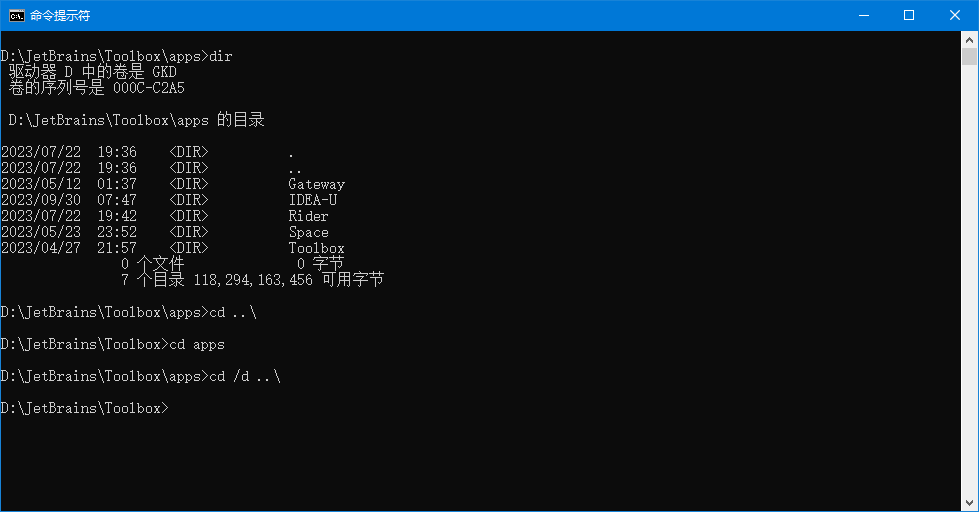 命令提示符
D:\JetBrains\Toolbox\apps>dir
驱动器 D 中的卷是 GKD
卷的序列号是 000C-C2A5
D:\JetBrains\Toolbox\apps 的目录
2023/07/22  19:36    <DIR>          .
2023/07/22  19:36    <DIR>          ..
2023/05/12  01:37    <DIR>          Gateway
2023/09/30  07:47    <DIR>          IDEA-U
2023/07/22  19:42    <DIR>          Rider
2023/05/23  23:52    <DIR>          Space
2023/04/27  21:57    <DIR>          Toolbox
0 个文件              0 字节
7 个目录 118,294,163,456 可用字节
D:\JetBrains\Toolbox\apps>cd ..\
D:\JetBrains\Toolbox>cd apps
D:\JetBrains\Toolbox\apps>cd /d ..\
D:\JetBrains\Toolbox>